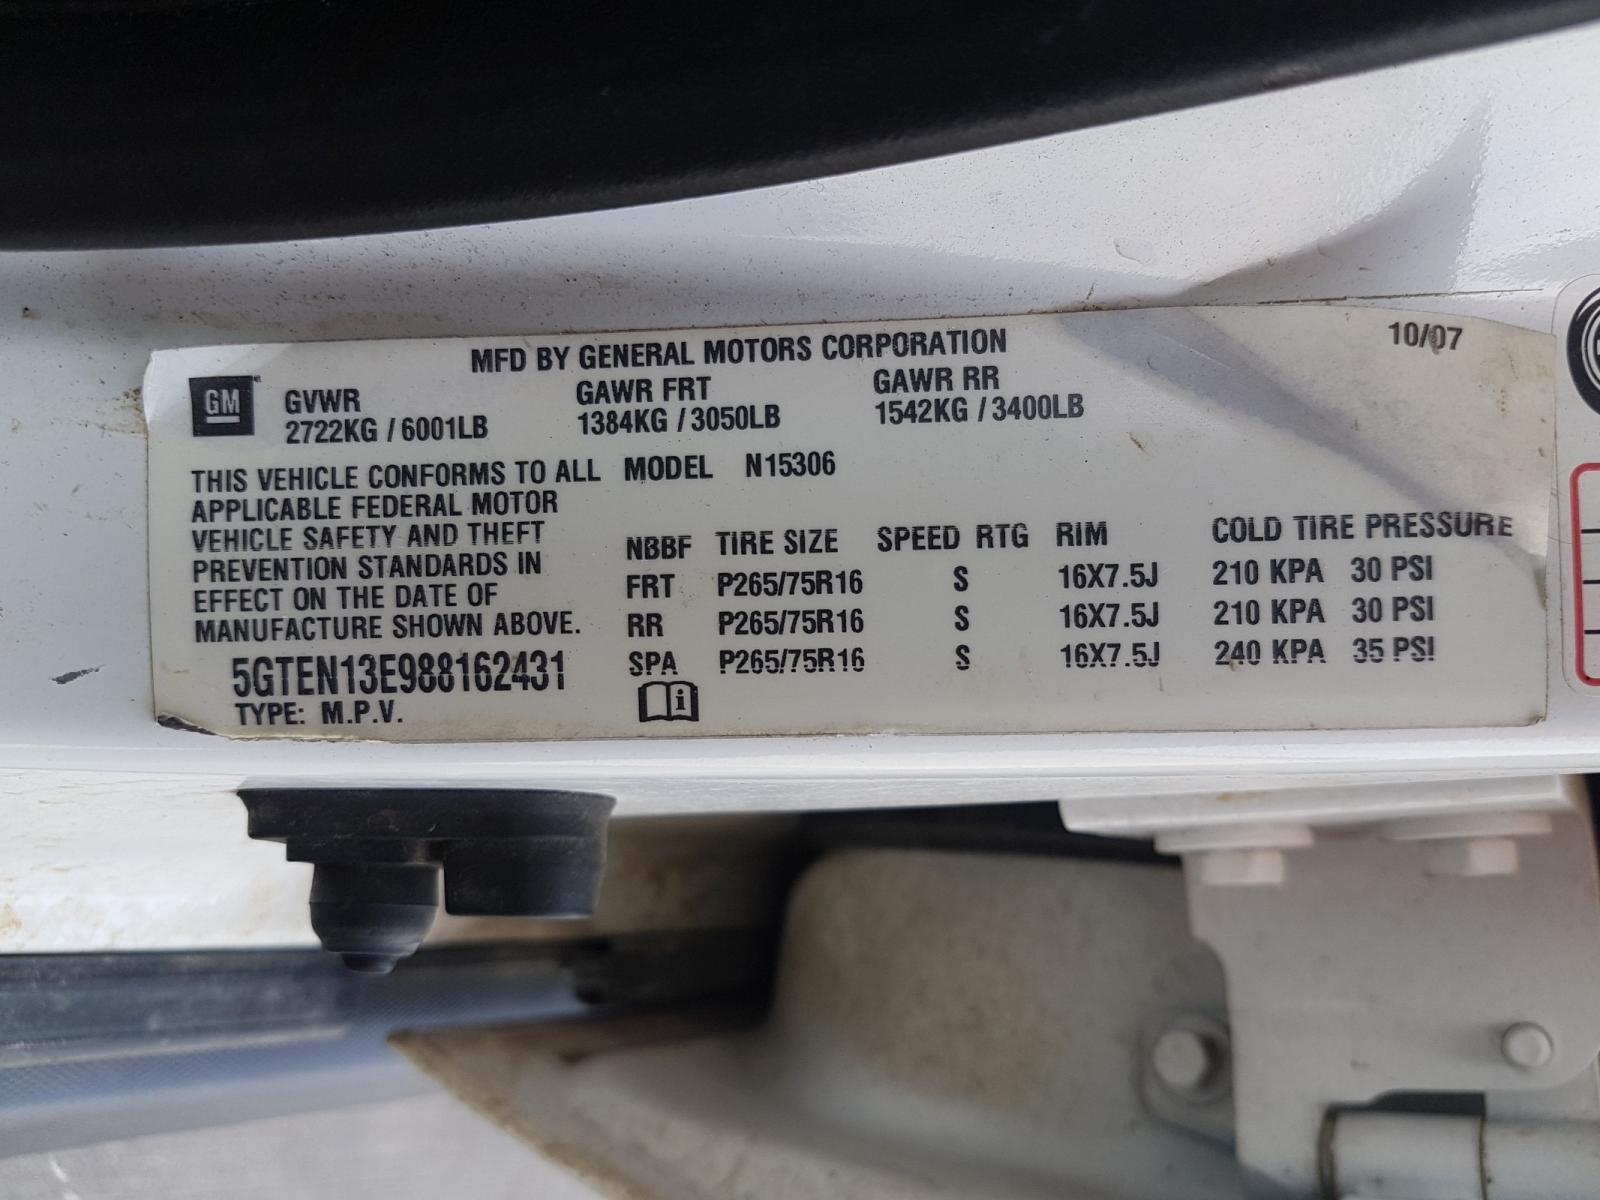 MFD BY GENERAL MOTORS CORPORATION 10/07
GM
GVWR GAWR FRT GAWR RR
2722KG / 6001LB 1384KG / 3050LB 1542KG / 3400LB
THIS VEHICLE CONFORMS TO ALL
APPLICABLE FEDERAL MOTOR
VEHICLE SAFETY AND THEFT
PREVENTION STANDARDS IN
EFFECT ON THE DATE OF
MANUFACTURE SHOWN ABOVE.
5GTEN13E988162431
TYPE: M.P.V.
MODEL N15306
NBBF TIRE SIZE SPEED RTG RIM COLD TIRE PRESSURE
FRT P265/75R16 S 16X7.5J 210 KPA 30 PSI
RR P265/75R16 S 16X7.5J 210 KPA 30 PSI
SPA P265/75R16 S 16X7.5J 240 KPA 35 PSI
i